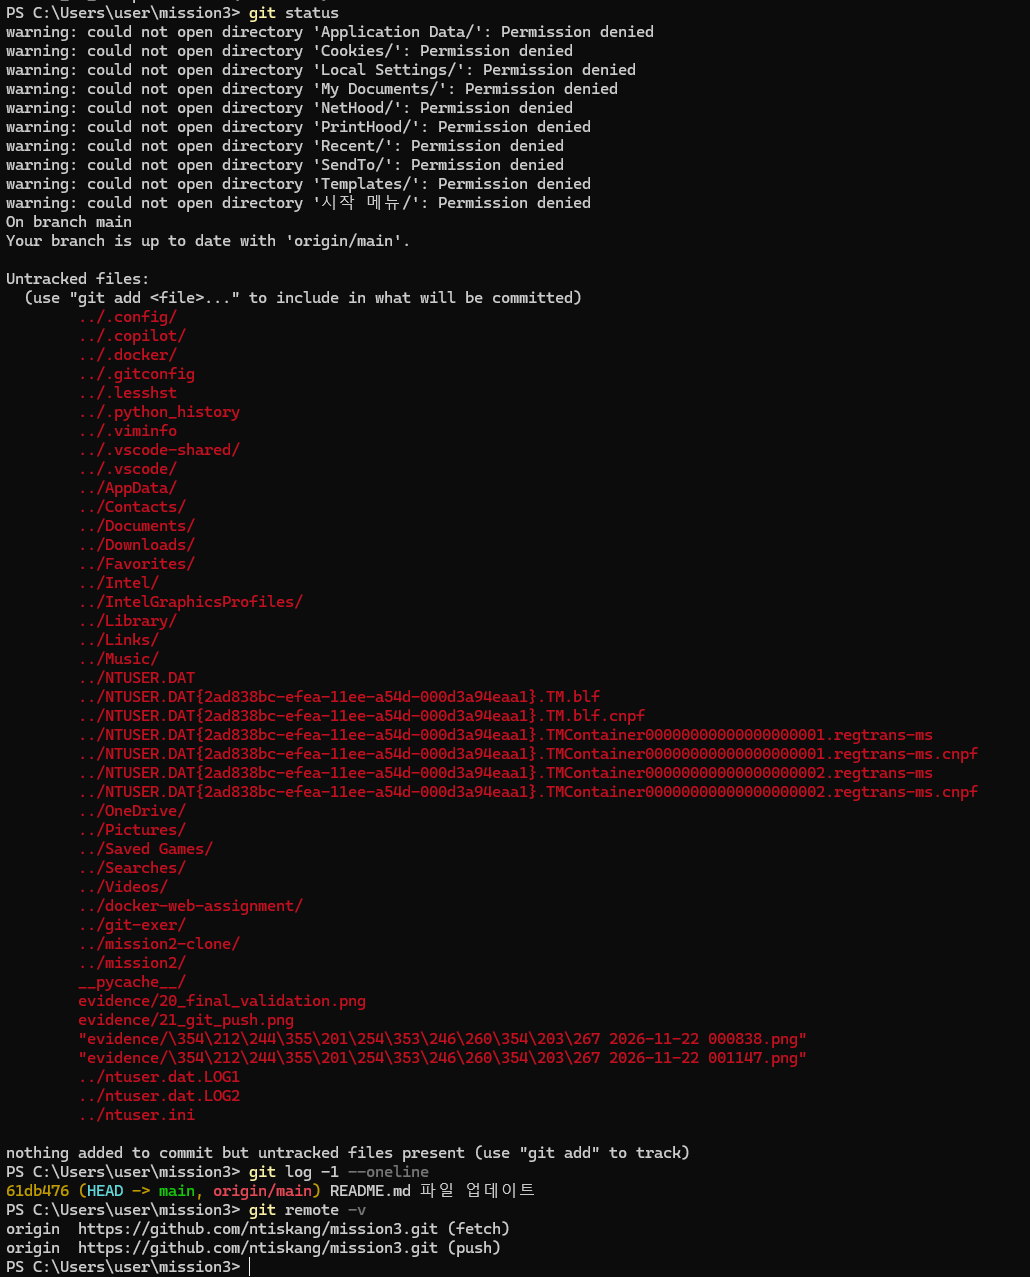 PS C:\Users\user\mission3> git status
warning: could not open directory 'Application Data/': Permission denied
warning: could not open directory 'Cookies/': Permission denied
warning: could not open directory 'Local Settings/': Permission denied
warning: could not open directory 'My Documents/': Permission denied
warning: could not open directory 'NetHood/': Permission denied
warning: could not open directory 'PrintHood/': Permission denied
warning: could not open directory 'Recent/': Permission denied
warning: could not open directory 'SendTo/': Permission denied
warning: could not open directory 'Templates/': Permission denied
warning: could not open directory '시작 메뉴/': Permission denied
On branch main
Your branch is up to date with 'origin/main'.
Untracked files:
  (use "git add <file>..." to include in what will be committed)
        ../.config/
        ../.copilot/
        ../.docker/
        ../.gitconfig
        ../.lesshst
        ../.python_history
        ../.viminfo
        ../.vscode-shared/
        ../.vscode/
        ../AppData/
        ../Contacts/
        ../Documents/
        ../Downloads/
        ../Favorites/
        ../Intel/
        ../IntelGraphicsProfiles/
        ../Library/
        ../Links/
        ../Music/
        ../NTUSER.DAT
        ../NTUSER.DAT{2ad838bc-efea-11ee-a54d-000d3a94eaa1}.TM.blf
        ../NTUSER.DAT{2ad838bc-efea-11ee-a54d-000d3a94eaa1}.TM.blf.cnpf
        ../NTUSER.DAT{2ad838bc-efea-11ee-a54d-000d3a94eaa1}.TMContainer00000000000000000001.regtrans-ms
        ../NTUSER.DAT{2ad838bc-efea-11ee-a54d-000d3a94eaa1}.TMContainer00000000000000000001.regtrans-ms.cnpf
        ../NTUSER.DAT{2ad838bc-efea-11ee-a54d-000d3a94eaa1}.TMContainer00000000000000000002.regtrans-ms
        ../NTUSER.DAT{2ad838bc-efea-11ee-a54d-000d3a94eaa1}.TMContainer00000000000000000002.regtrans-ms.cnpf
        ../OneDrive/
        ../Pictures/
        ../Saved Games/
        ../Searches/
        ../Videos/
        ../docker-web-assignment/
        ../git-exer/
        ../mission2-clone/
        ../mission2/
        __pycache__/
        evidence/20_final_validation.png
        evidence/21_git_push.png
        "evidence/\354\212\244\355\201\254\353\246\260\354\203\267 2026-11-22 000838.png"
        "evidence/\354\212\244\355\201\254\353\246\260\354\203\267 2026-11-22 001147.png"
        ../ntuser.dat.LOG1
        ../ntuser.dat.LOG2
        ../ntuser.ini
nothing added to commit but untracked files present (use "git add" to track)
PS C:\Users\user\mission3> git log -1 --oneline
61db476 (HEAD -> main, origin/main) README.md 파일 업데이트
PS C:\Users\user\mission3> git remote -v
origin  https://github.com/ntiskang/mission3.git (fetch)
origin  https://github.com/ntiskang/mission3.git (push)
PS C:\Users\user\mission3>